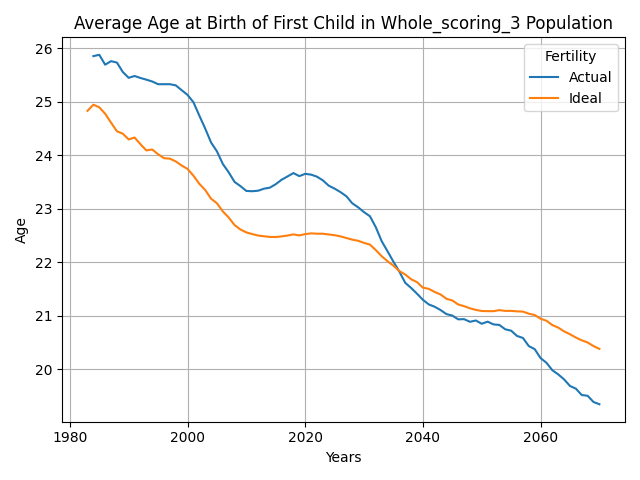 Average Age at Birth of First Child in Whole_scoring_3 Population
Fertility
Actual
Ideal
Age
26
25
24
23
22
21
20
1980
2000
2020
2040
2060
Years